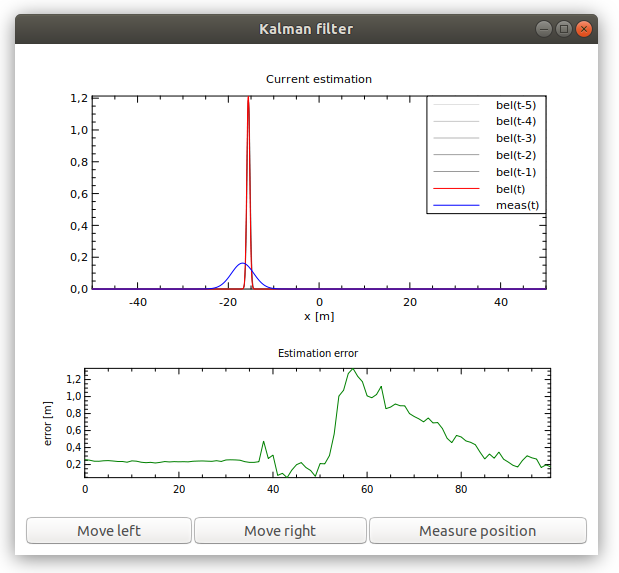 Kalman filter
Current estimation
1,2
1,0
0,8
0,6
0,4
0,2
0,0
bel(t-5)
bel(t-4)
bel(t-3)
bel(t-2)
bel(t-1)
bel(t)
meas(t)
-40 -20 0 20 40
x [m]
Estimation error
error [m]
1,2
1,0
0,8
0,6
0,4
0,2
0 20 40 60 80
Move left Move right Measure position